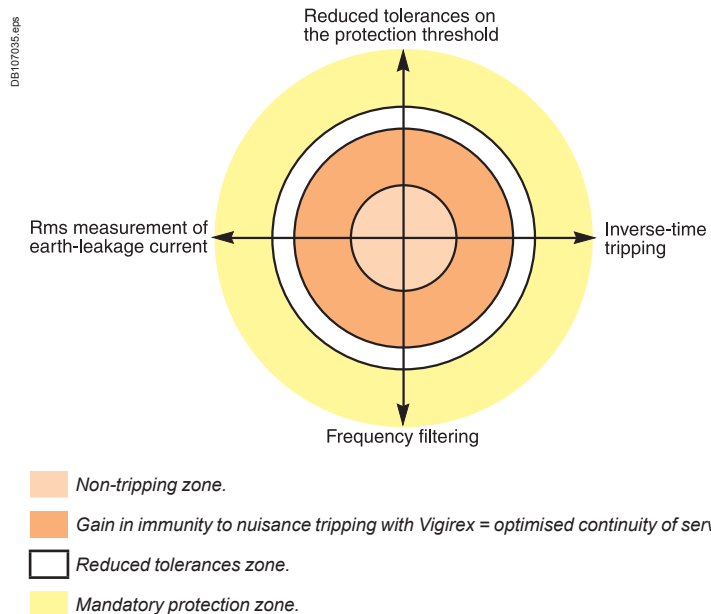 DB107035.eps
Reduced tolerances on
the protection threshold
Rms measurement of
earth-leakage current
Inverse-time
tripping
Frequency filtering
Non-tripping zone.
Gain in immunity to nuisance tripping with Vigirex = optimised continuity of serv
Reduced tolerances zone.
Mandatory protection zone.